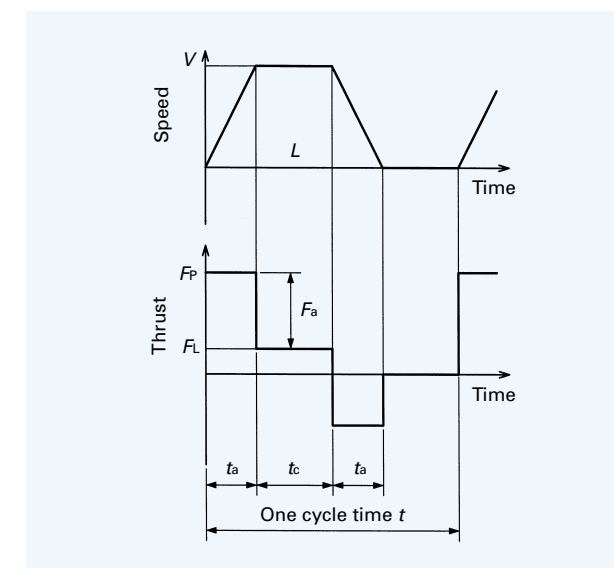 V
Speed
L
Time
FP
Fa
Thrust
FL
Time
ta
tc
ta
One cycle time t